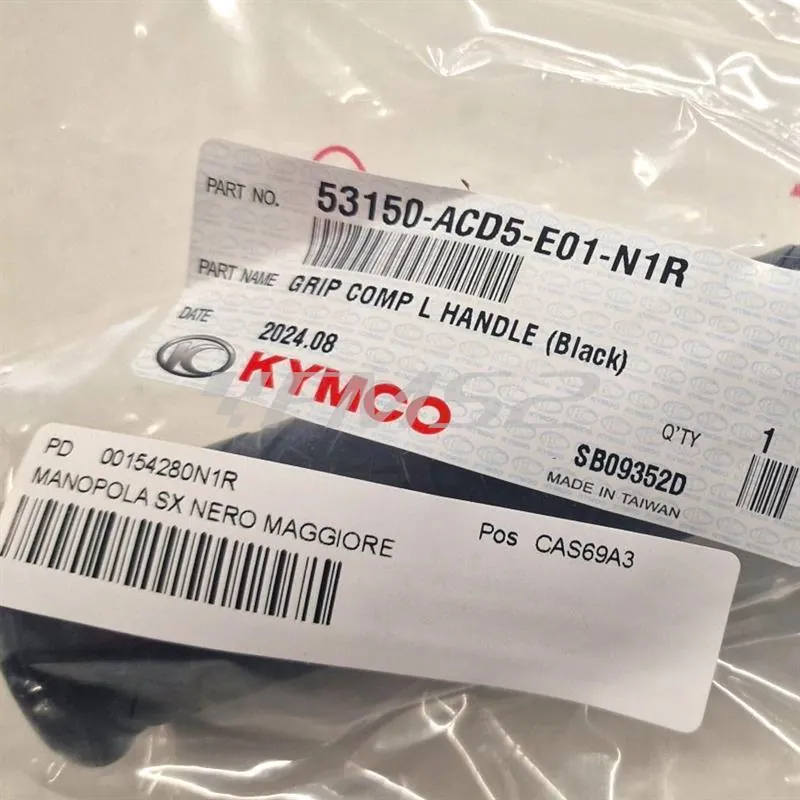 PART NO. 53150-ACD5-E01-N1R
PART NAME GRIP COMP L HANDLE (Black)
DATE 2024.08
KYMCO
Q'TY 1
SB09352D
MADE IN TAIWAN
PD 00154280N1R
MANOPOLA SX NERO MAGGIORE
Pos CAS69A3